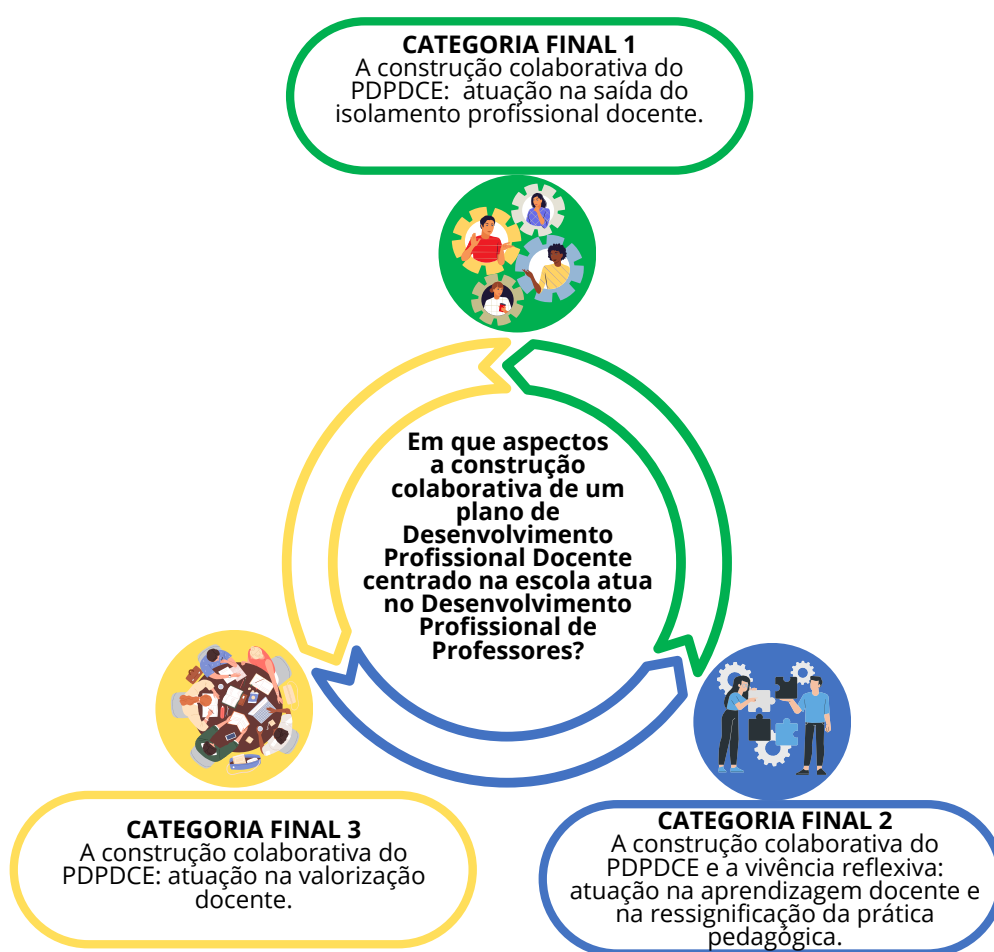 CATEGORIA FINAL 1
A construção colaborativa do
PDPDCE: atuação na saída do
isolamento profissional docente.
Em que aspectos
a construção
colaborativa de um
plano de
Desenvolvimento
Profissional Docente
centrado na escola atua
no Desenvolvimento
Profissional de
Professores?
CATEGORIA FINAL 3
A construção colaborativa do
PDPDCE: atuação na valorização
docente.
CATEGORIA FINAL 2
A construção colaborativa do
PDPDCE e a vivência reflexiva:
atuação na aprendizagem docente e
na ressignificação da prática
pedagógica.